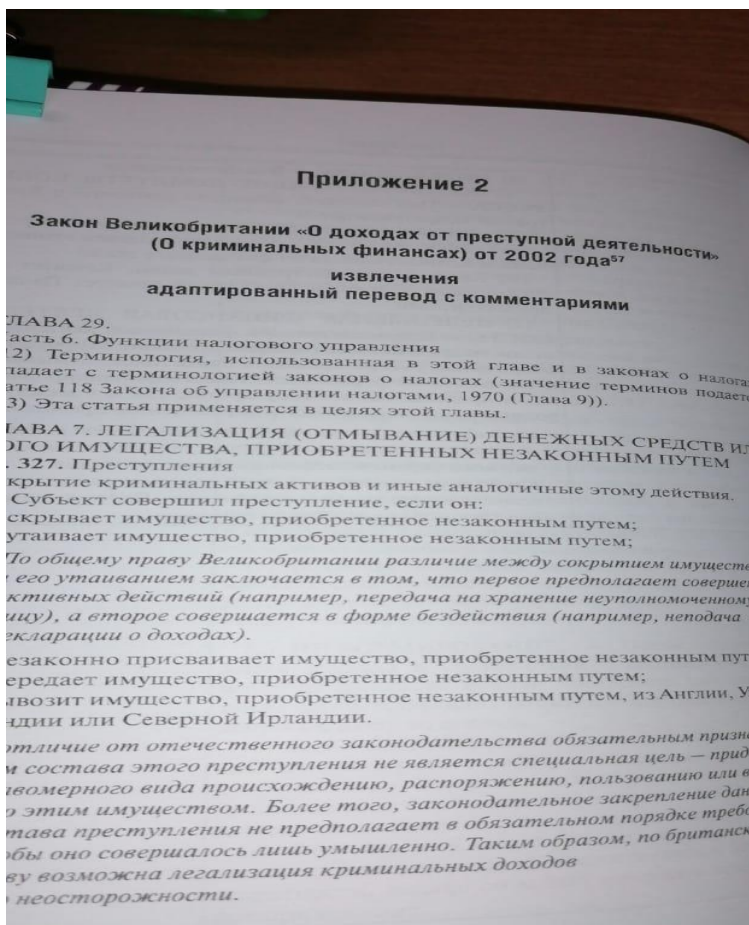 Приложение 2
Закон Великобритании «О доходах от преступной деятельности»
(О криминальных финансах) от 2002 года⁵⁷
извлечения
адаптированный перевод с комментариями
ЛАВА 29.
асть 6. Функции налогового управления
12) Терминология, использованная в этой главе и в законах о налога
падает с терминологией законов о налогах (значение терминов подает
атье 118 Закона об управлении налогами, 1970 (Глава 9)).
3) Эта статья применяется в целях этой главы.
ЛАВА 7. ЛЕГАЛИЗАЦИЯ (ОТМЫВАНИЕ) ДЕНЕЖНЫХ СРЕДСТВ ИЛ
ОГО ИМУЩЕСТВА, ПРИОБРЕТЕННЫХ НЕЗАКОННЫМ ПУТЕМ
. 327. Преступления
крытие криминальных активов и иные аналогичные этому действия.
Субъект совершил преступление, если он:
скрывает имущество, приобретенное незаконным путем;
утаивает имущество, приобретенное незаконным путем;
По общему праву Великобритании различие между сокрытием имуществ
его утаиванием заключается в том, что первое предполагает соверше
ктивных действий (например, передача на хранение неуполномоченному
ицу), а второе совершается в форме бездействия (например, неподача
екларации о доходах).
езаконно присваивает имущество, приобретенное незаконным пут
ередает имущество, приобретенное незаконным путем;
ывозит имущество, приобретенное незаконным путем, из Англии, У
ндии или Северной Ирландии.
отличие от отечественного законодательства обязательным призна
м состава этого преступления не является специальная цель — прид
вомерного вида происхождению, распоряжению, пользованию или в
о этим имуществом. Более того, законодательное закрепление дан
тава преступления не предполагает в обязательном порядке требо
обы оно совершалось лишь умышленно. Таким образом, по британск
ву возможна легализация криминальных доходов
о неосторожности.